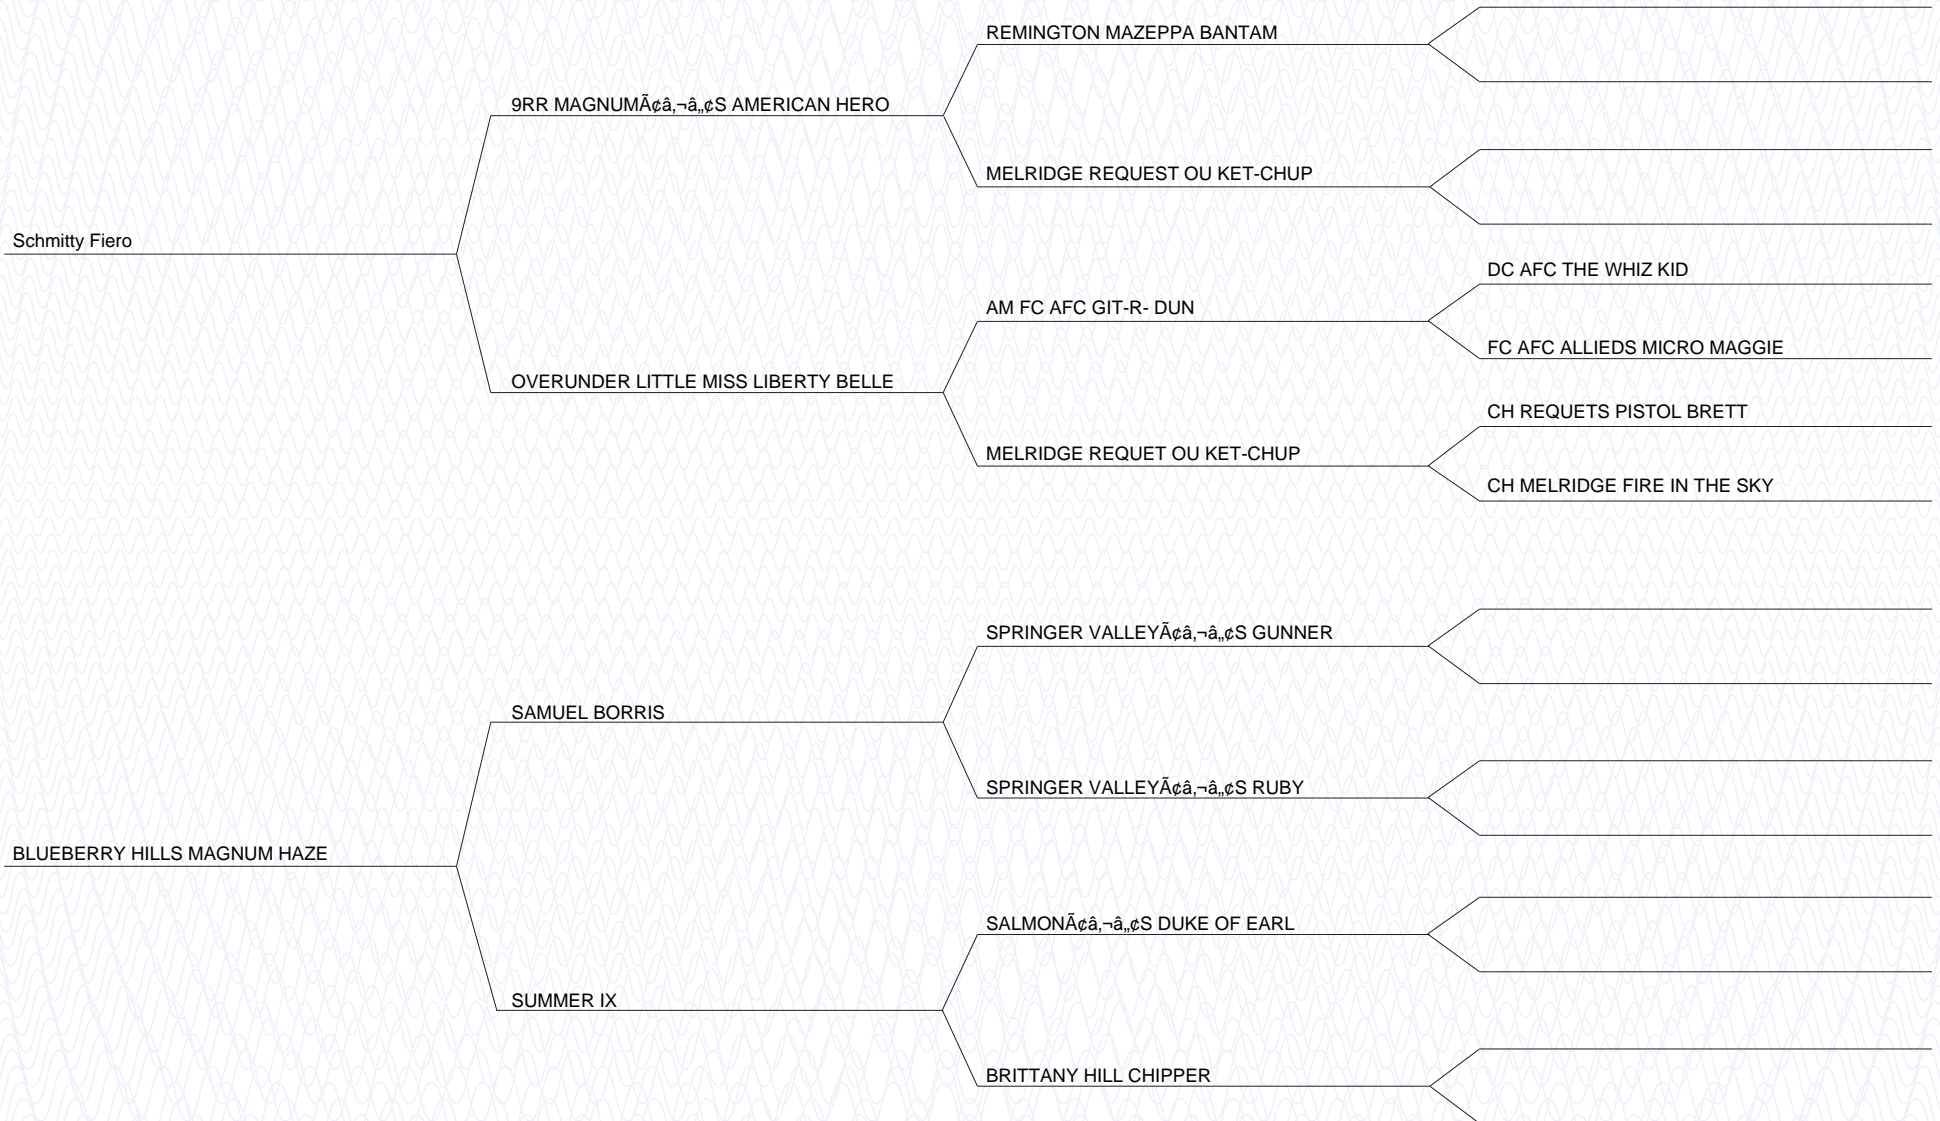 REMINGTON MAZEPPA BANTAM
9RR MAGNUMÃ¢â‚¬â„¢S AMERICAN HERO
MELRIDGE REQUEST OU KET-CHUP
Schmitty Fiero
DC AFC THE WHIZ KID
AM FC AFC GIT-R- DUN
FC AFC ALLIEDS MICRO MAGGIE
OVERUNDER LITTLE MISS LIBERTY BELLE
CH REQUETS PISTOL BRETT
MELRIDGE REQUET OU KET-CHUP
CH MELRIDGE FIRE IN THE SKY
SPRINGER VALLEYÃ¢â‚¬â„¢S GUNNER
SAMUEL BORRIS
SPRINGER VALLEYÃ¢â‚¬â„¢S RUBY
BLUEBERRY HILLS MAGNUM HAZE
SALMONÃ¢â‚¬â„¢S DUKE OF EARL
SUMMER IX
BRITTANY HILL CHIPPER